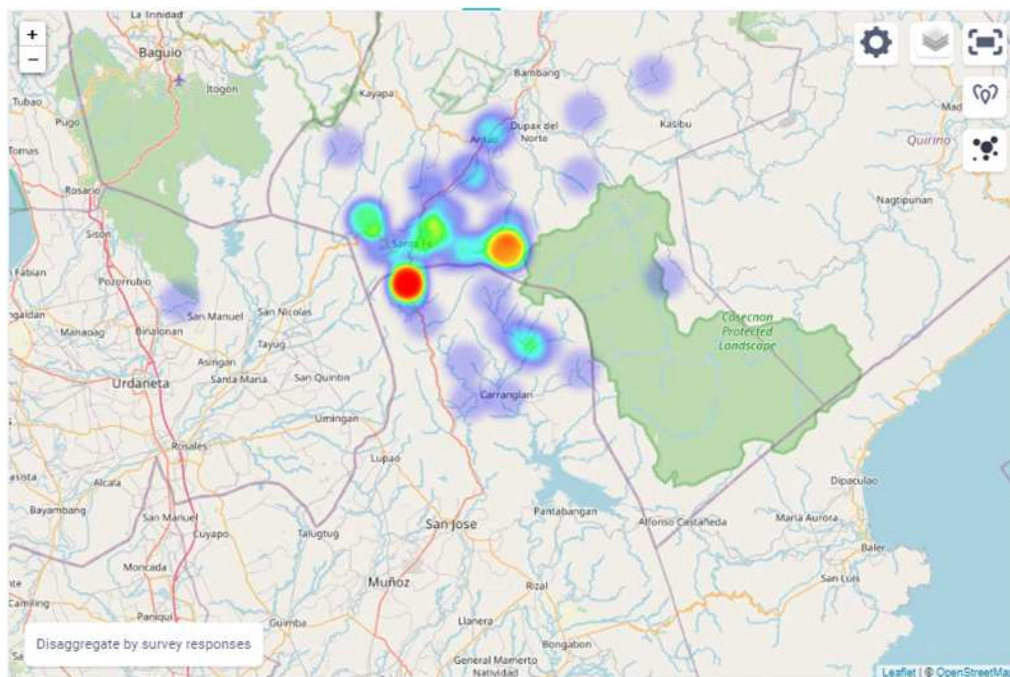 La Trinidad
+
−
Baguio
Itogon
Kayapa
Bambang
Tubao
Pugo
Aritao
Dupax del
Norte
Kasibu
Quirino
Tomas
Rosario
Nagtipunan
Sison
Santa Fe
San Fabian
Pozorrubio
San Manuel
San Nicolas
Casecnan
Protected
Landscape
Manaoag
Binalonan
Tayug
Asingan
Urdaneta
Santa Maria
San Quintin
Carranglan
Umingan
Rosales
Lupao
Alcala
Dipaculao
Bayambang
San Manuel
Cuyapo
Talugtug
San Jose
Pantabangan
Alfonso Castañeda
Maria Aurora
Baler
Moncada
San Luis
Muñoz
Rizal
Camiling
Paniqui
Guimba
Llanera
Disaggregate by survey responses
Bongabon
General Mamerto
Natividad
Leaflet | © OpenStreetMap